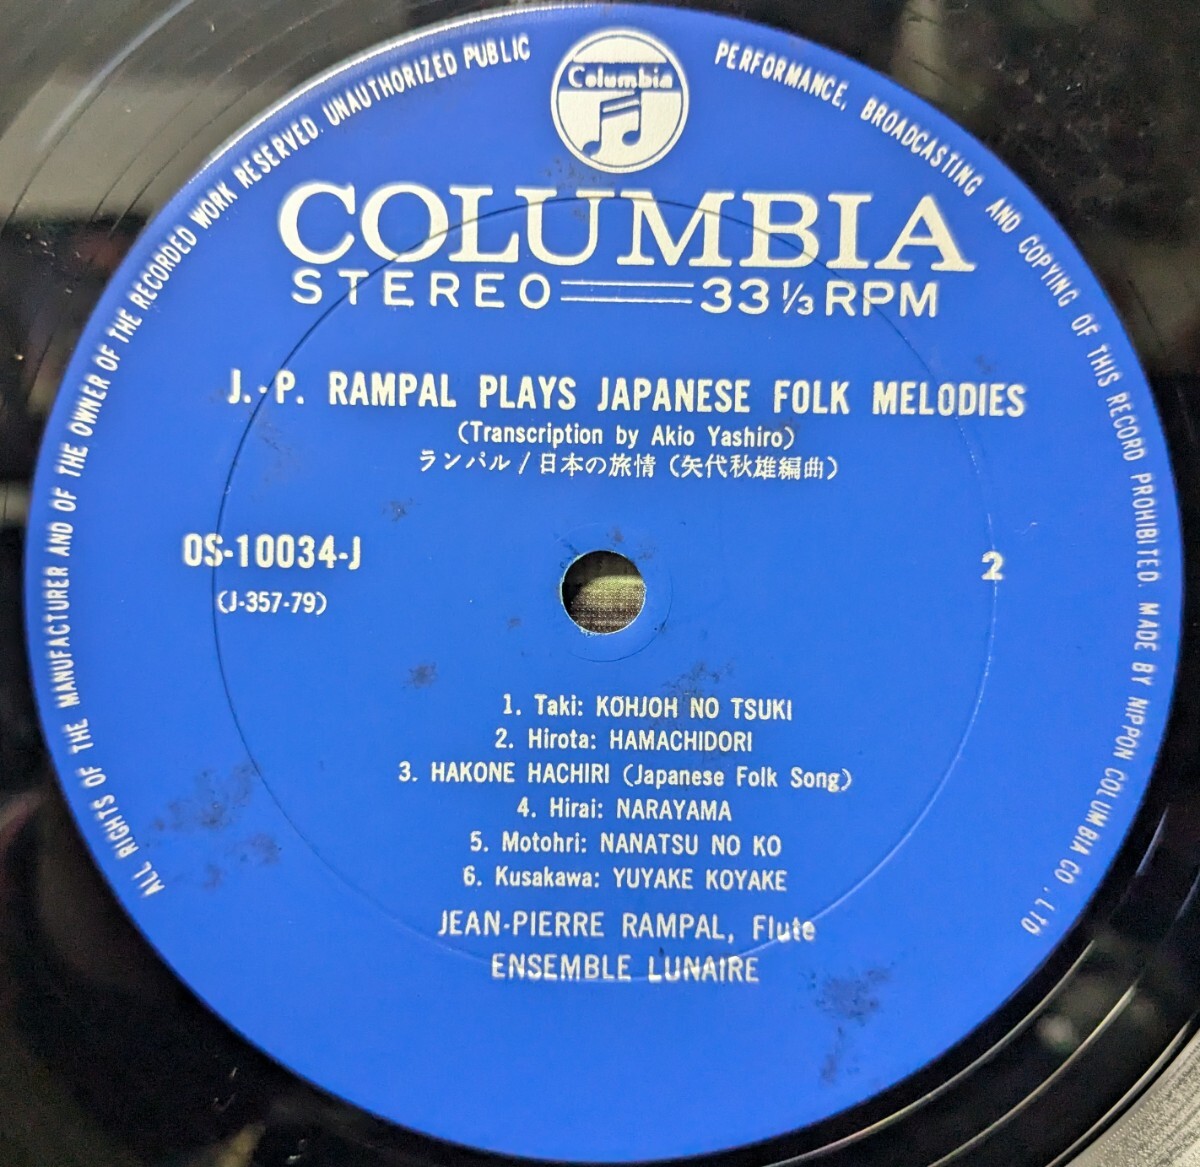 ALL RIGHTS OF THE MANUFACTURER AND OF THE OWNER OF THE RECORDED WORK RESERVED. UNAUTHORIZED PUBLIC PERFORMANCE, BROADCASTING AND COPYING OF THIS RECORD PROHIBITED. MADE BY NIPPON COLUMBIA CO., LTD
Columbia
COLUMBIA
STEREO 33 1/3 RPM
J.-P. RAMPAL PLAYS JAPANESE FOLK MELODIES
(Transcription by Akio Yashiro)
ランパル/日本の旅情（矢代秋雄編曲）
OS-10034-J
2
(J-357-79)
1. Taki: KOHJOH NO TSUKI
2. Hirota: HAMACHIDORI
3. HAKONE HACHIRI (Japanese Folk Song)
4. Hirai: NARAYAMA
5. Motohri: NANATSU NO KO
6. Kusakawa: YUYAKE KOYAKE
JEAN-PIERRE RAMPAL, Flute
ENSEMBLE LUNAIRE